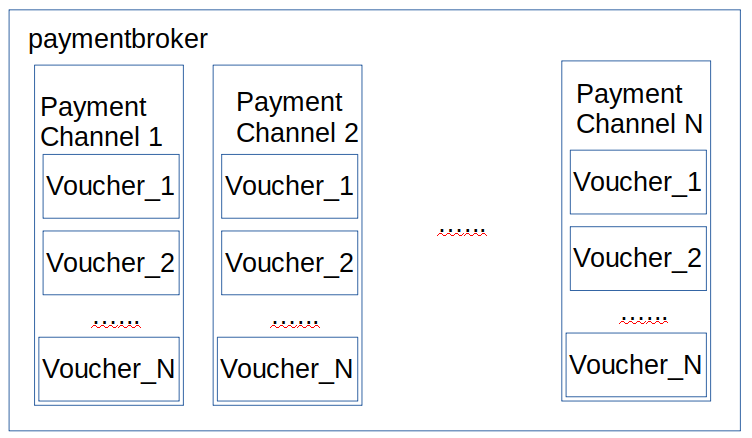 paymentbroker
Payment
Channel 1
Voucher_1
Voucher_2
......
Voucher_N
Payment
Channel 2
Voucher_1
Voucher_2
......
Voucher_N
......
Payment
Channel N
Voucher_1
Voucher_2
......
Voucher_N